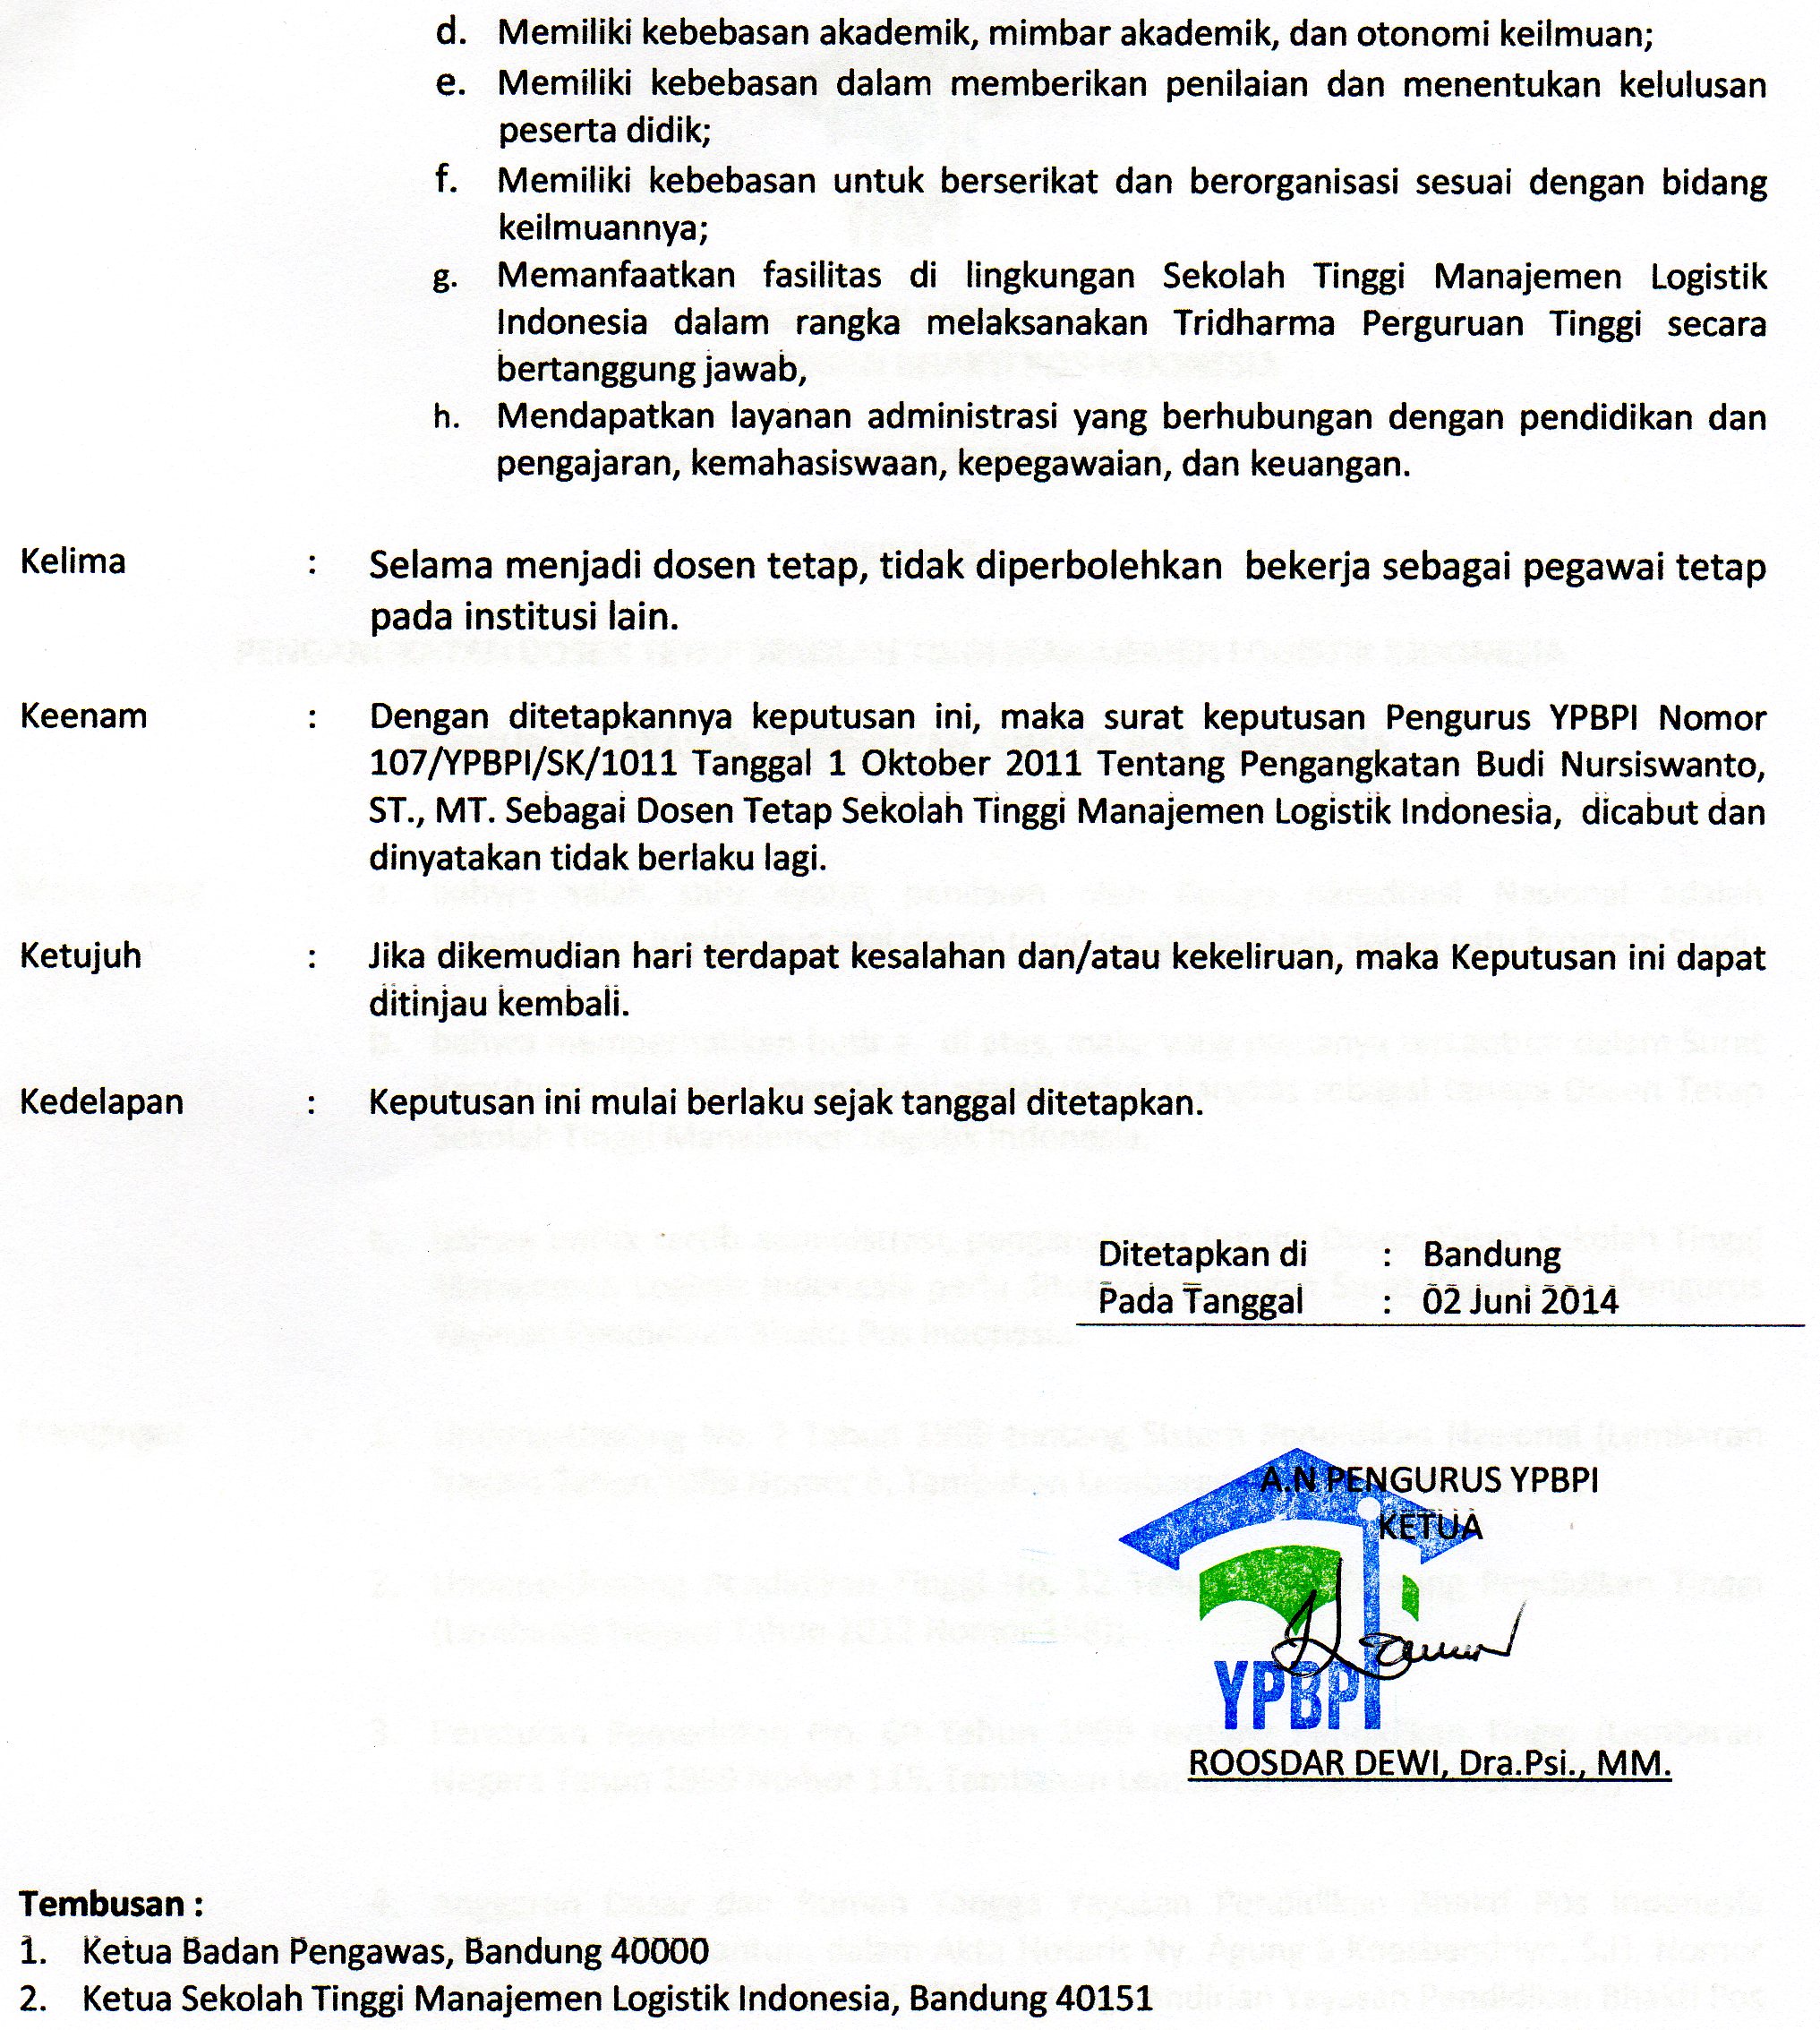 d. Memiliki kebebasan akademik, mimbar akademik, dan otonomi keilmuan;
e. Memiliki kebebasan dalam memberikan penilaian dan menentukan kelulusan
peserta didik;
f. Memiliki kebebasan untuk berserikat dan berorganisasi sesuai dengan bidang
keilmuannya;
g. Memanfaatkan fasilitas di lingkungan Sekolah Tinggi Manajemen Logistik
Indonesia dalam rangka melaksanakan Tridharma Perguruan Tinggi secara
bertanggung jawab,
h. Mendapatkan layanan administrasi yang berhubungan dengan pendidikan dan
pengajaran, kemahasiswaan, kepegawaian, dan keuangan.
Kelima : Selama menjadi dosen tetap, tidak diperbolehkan bekerja sebagai pegawai tetap
pada institusi lain.
Keenam : Dengan ditetapkannya keputusan ini, maka surat keputusan Pengurus YPBPI Nomor
107/YPBPI/SK/1011 Tanggal 1 Oktober 2011 Tentang Pengangkatan Budi Nursiswanto,
ST., MT. Sebagai Dosen Tetap Sekolah Tinggi Manajemen Logistik Indonesia, dicabut dan
dinyatakan tidak berlaku lagi.
Ketujuh : Jika dikemudian hari terdapat kesalahan dan/atau kekeliruan, maka Keputusan ini dapat
ditinjau kembali.
Kedelapan : Keputusan ini mulai berlaku sejak tanggal ditetapkan.
Ditetapkan di : Bandung
Pada Tanggal : 02 Juni 2014
A.N PENGURUS YPBPI
KETUA
YPBPI
ROOSDAR DEWI, Dra.Psi., MM.
Tembusan :
1. Ketua Badan Pengawas, Bandung 40000
2. Ketua Sekolah Tinggi Manajemen Logistik Indonesia, Bandung 40151